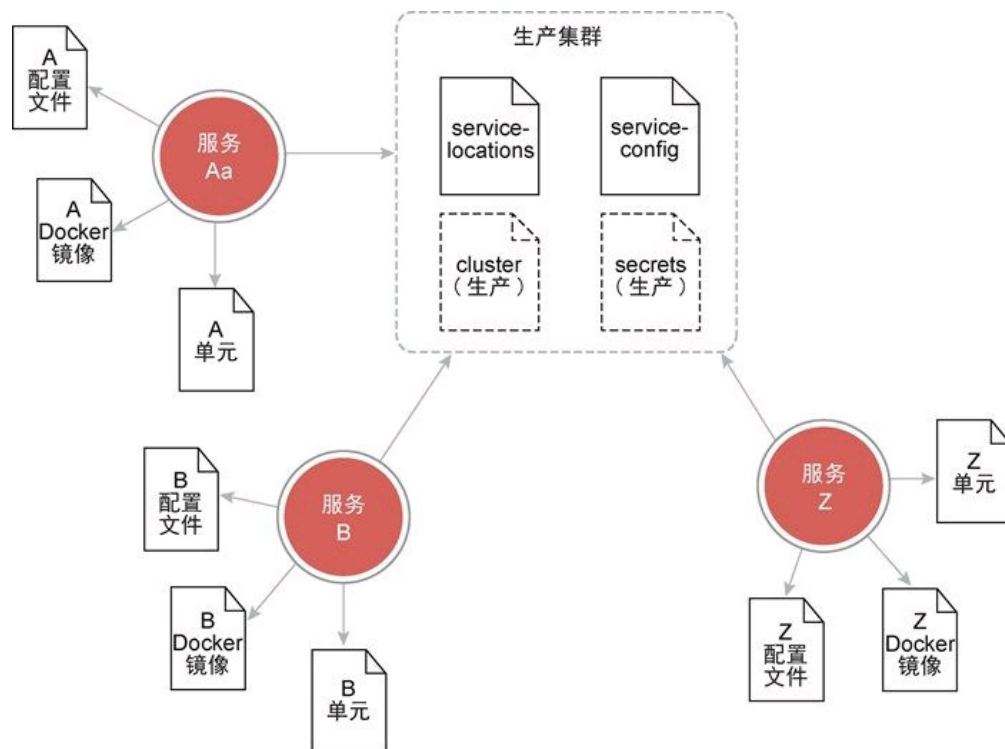 生产集群
A
配置
文件
服务
Aa
service-
locations
service-
config
A
Docker
镜像
cluster
（生产）
secrets
（生产）
A
单元
B
配置
文件
服务
B
B
Docker
镜像
B
单元
服务
Z
Z
单元
Z
配置
文件
Z
Docker
镜像